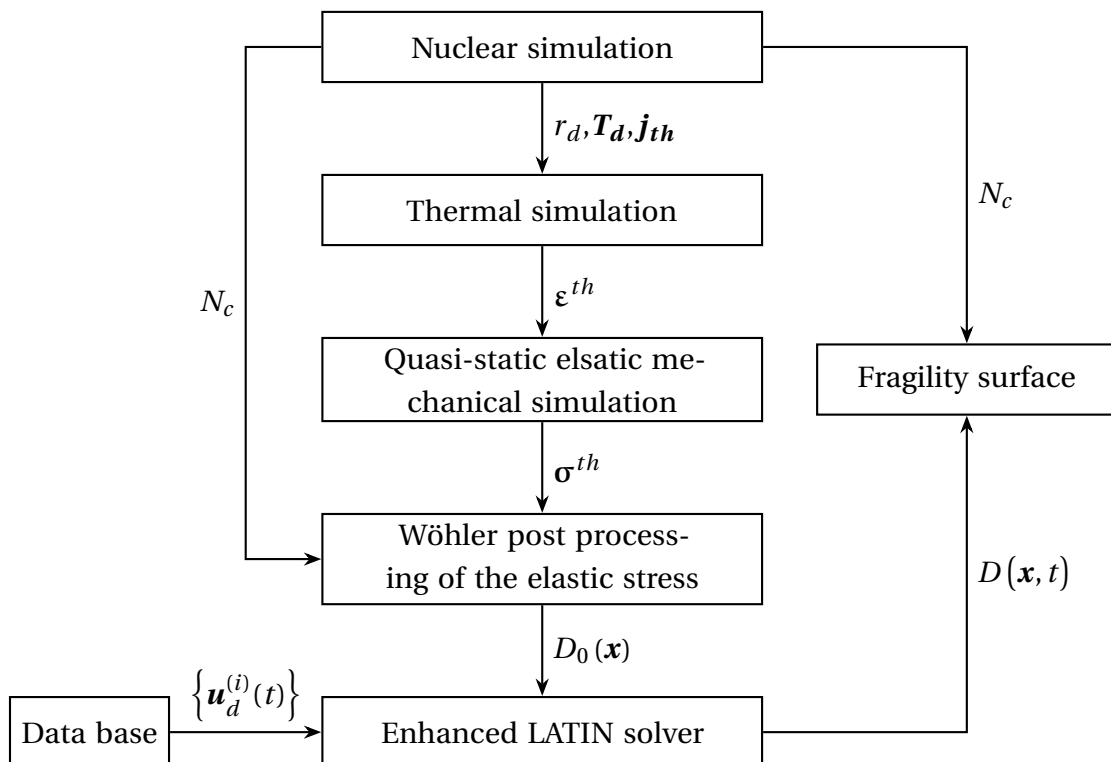 Nuclear simulation
r_d, T_d, j_th
Thermal simulation
N_c
ε^th
N_c
Quasi-static elsatic me-
chanical simulation
Fragility surface
σ^th
Wöhler post process-
ing of the elastic stress
D(x, t)
D_0(x)
{u_d^(i)(t)}
Data base
Enhanced LATIN solver